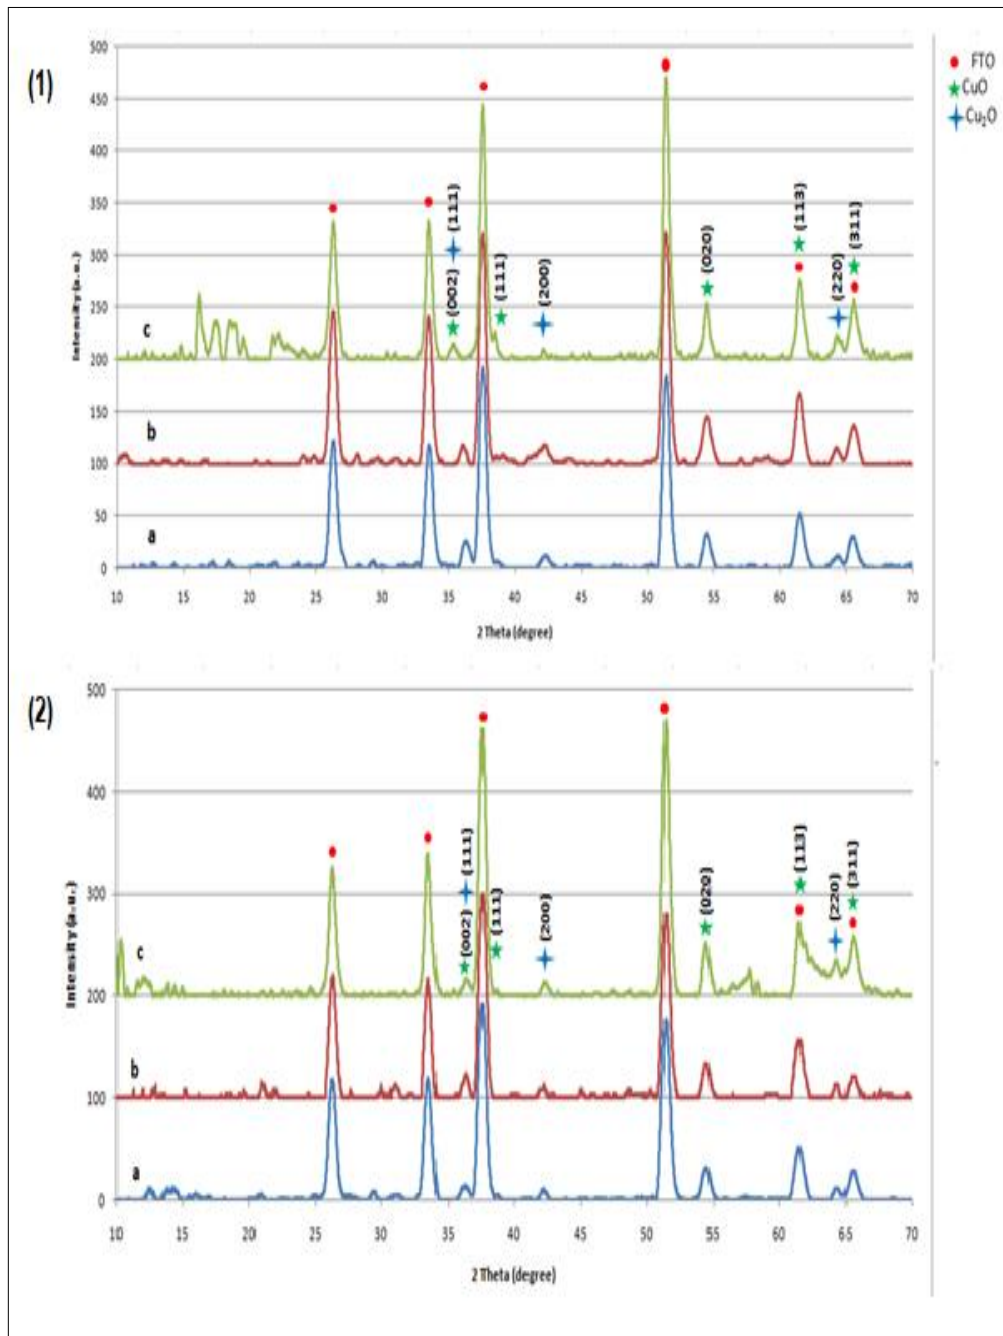 (1)
500
450
400
350
300
250
200
150
100
50
0
Intensity (a.u.)
FTO
CuO
Cu₂O
(111)
(002)
(111)
(200)
(020)
(113)
(220)
(311)
c
b
a
10 15 20 25 30 35 40 45 50 55 60 65 70
2 Theta (degree)
(2)
500
400
300
200
100
0
Intensity (a.u.)
(111)
(002)
(111)
(200)
(020)
(113)
(220)
(311)
c
b
a
10 15 20 25 30 35 40 45 50 55 60 65 70
2 Theta (degree)